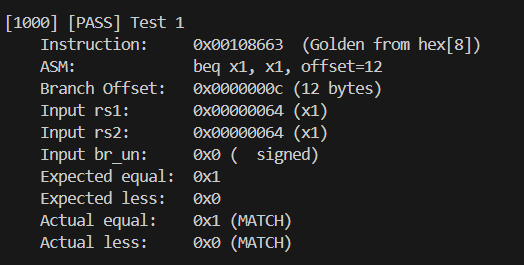 [1000] [PASS] Test 1
Instruction: 0x00108663 (Golden from hex[8])
ASM: beq x1, x1, offset=12
Branch Offset: 0x0000000c (12 bytes)
Input rs1: 0x00000064 (x1)
Input rs2: 0x00000064 (x1)
Input br_un: 0x0 (  signed)
Expected equal: 0x1
Expected less: 0x0
Actual equal: 0x1 (MATCH)
Actual less: 0x0 (MATCH)